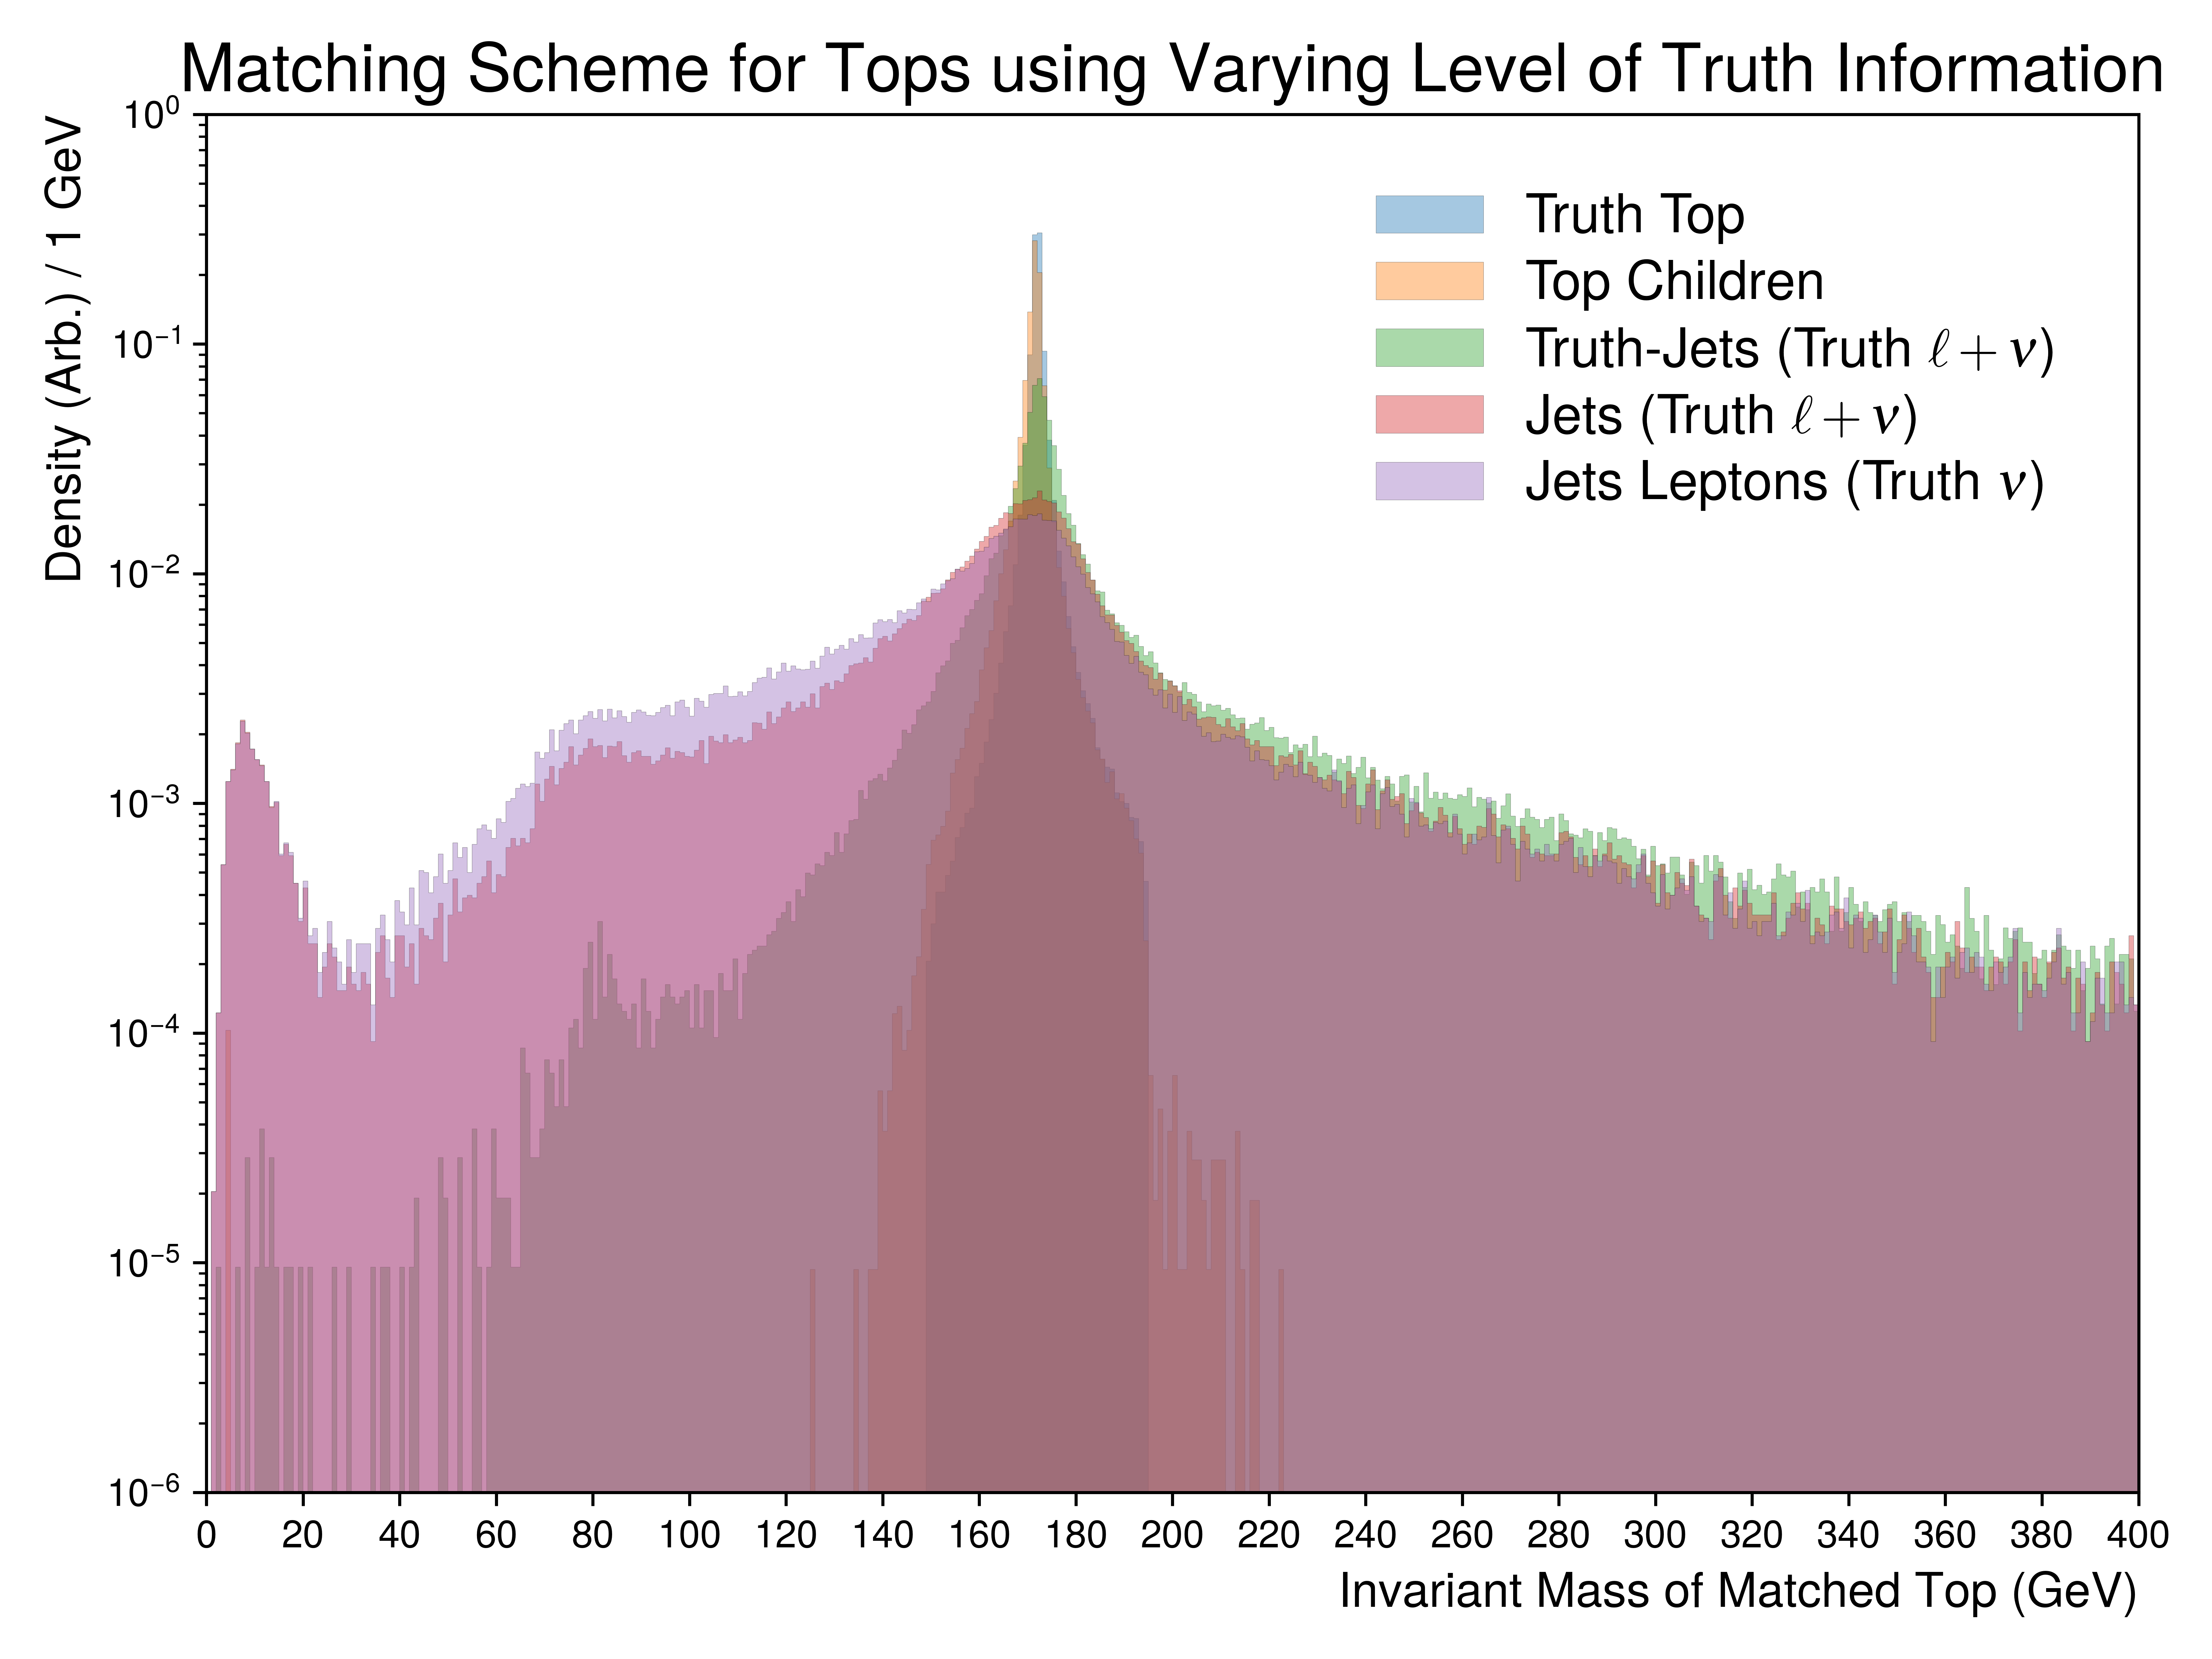 Matching Scheme for Tops using Varying Level of Truth Information
Density (Arb.) / 1 GeV
10⁰
10⁻¹
10⁻²
10⁻³
10⁻⁴
10⁻⁵
10⁻⁶
Truth Top
Top Children
Truth-Jets (Truth ℓ + ν)
Jets (Truth ℓ + ν)
Jets Leptons (Truth ν)
0 20 40 60 80 100 120 140 160 180 200 220 240 260 280 300 320 340 360 380 400
Invariant Mass of Matched Top (GeV)